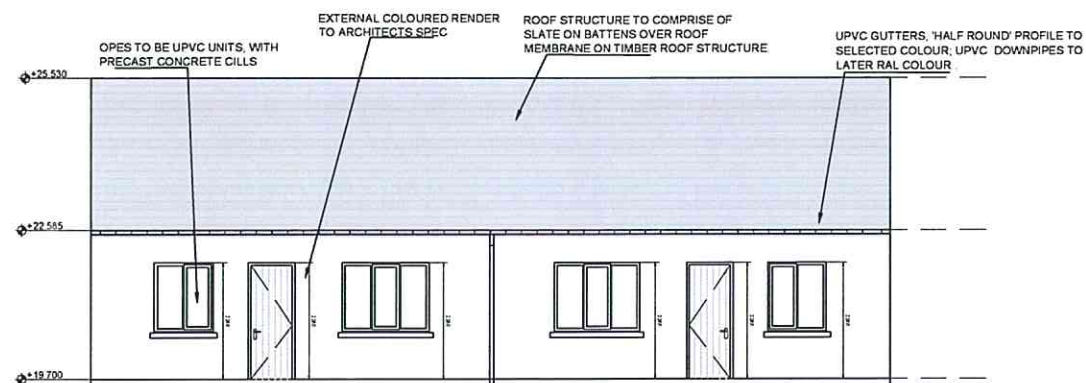 EXTERNAL COLOURED RENDER
TO ARCHITECTS SPEC
ROOF STRUCTURE TO COMPRISE OF
SLATE ON BATTENS OVER ROOF
MEMBRANE ON TIMBER ROOF STRUCTURE
OPES TO BE UPVC UNITS, WITH
PRECAST CONCRETE CILLS
UPVC GUTTERS, 'HALF ROUND' PROFILE TO
SELECTED COLOUR; UPVC DOWNPIPES TO
LATER RAL COLOUR
+25.530
+22.565
+19.700